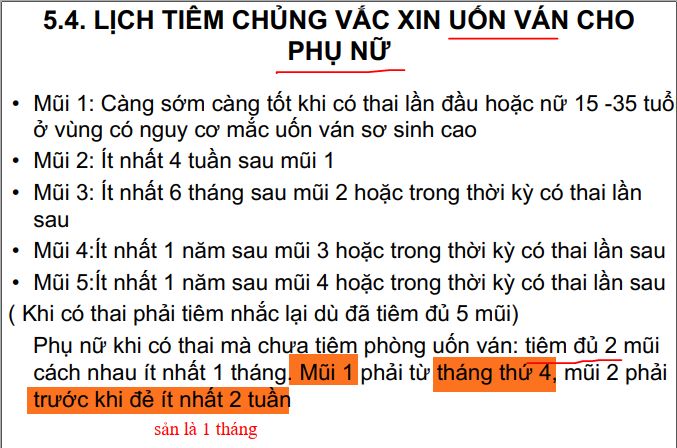 5.4. LỊCH TIÊM CHỦNG VẮC XIN UỐN VÁN CHO
PHỤ NỮ
• Mũi 1: Càng sớm càng tốt khi có thai lần đầu hoặc nữ 15 -35 tuổ
ở vùng có nguy cơ mắc uốn ván sơ sinh cao
• Mũi 2: Ít nhất 4 tuần sau mũi 1
• Mũi 3: Ít nhất 6 tháng sau mũi 2 hoặc trong thời kỳ có thai lần
sau
• Mũi 4:Ít nhất 1 năm sau mũi 3 hoặc trong thời kỳ có thai lần sau
• Mũi 5:Ít nhất 1 năm sau mũi 4 hoặc trong thời kỳ có thai lần sau
( Khi có thai phải tiêm nhắc lại dù đã tiêm đủ 5 mũi)
Phụ nữ khi có thai mà chưa tiêm phòng uốn ván: tiêm đủ 2 mũi
cách nhau ít nhất 1 tháng. Mũi 1 phải từ tháng thứ 4, mũi 2 phải
trước khi đẻ ít nhất 2 tuần
sản là 1 tháng